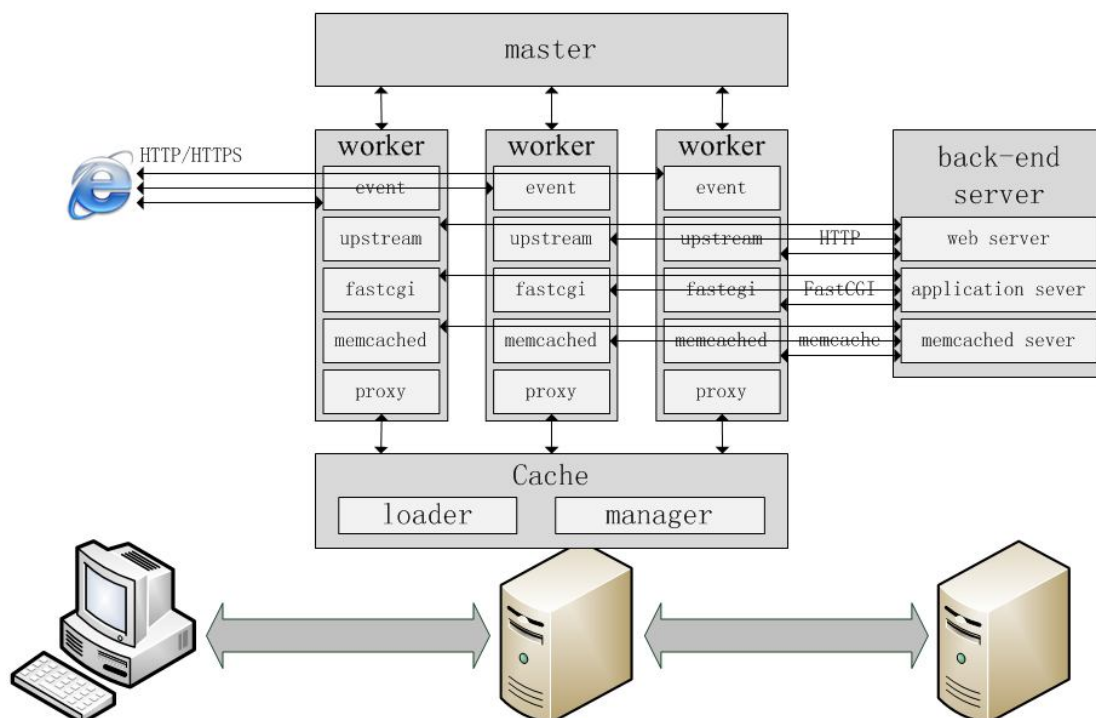 master
HTTP/HTTPS
worker
event
upstream
fastcgi
memcached
proxy
worker
event
upstream
fastcgi
memcached
proxy
worker
event
upstream
fastcgi
memcached
proxy
HTTP
FastCGI
memcache
back-end
server
web server
application sever
memcached sever
Cache
loader
manager